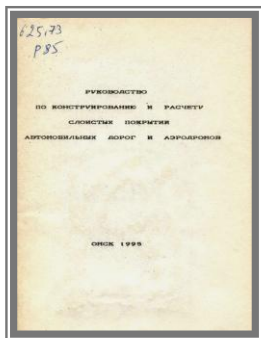 625.73
Р85
РУКОВОДСТВО
ПО КОНСТРУИРОВАНИЮ И РАСЧЕТУ
СЛОИСТЫХ ПОКРЫТИЙ
АВТОМОБИЛЬНЫХ ДОРОГ И АЭРОДРОМОВ
ОМСК 1995